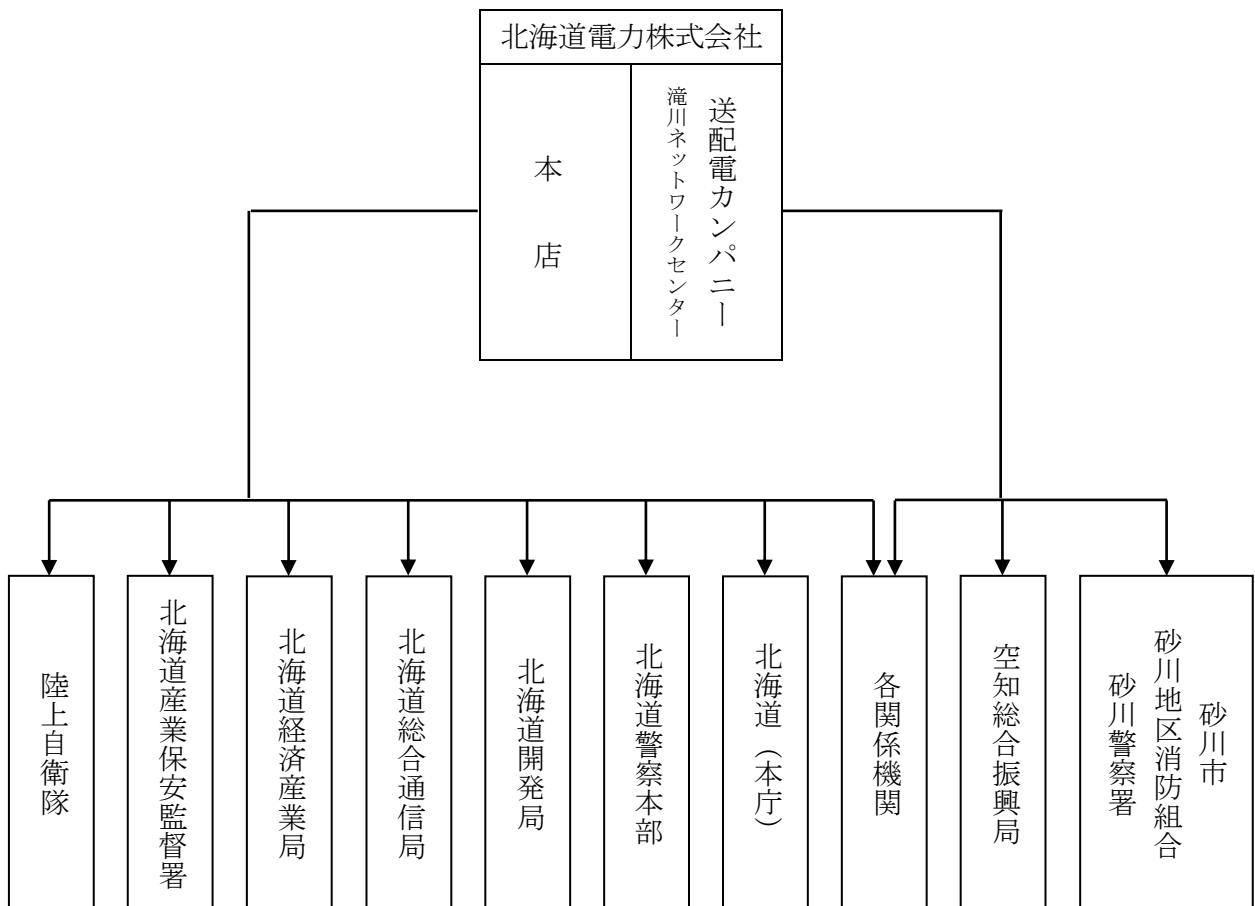 北海道電力株式会社
本店
送配電カンパニー
滝川ネットワークセンター
陸上自衛隊
北海道産業保安監督署
北海道経済産業局
北海道総合通信局
北海道開発局
北海道警察本部
北海道（本庁）
各関係機関
空知総合振興局
砂川市
砂川地区消防組合
砂川警察署